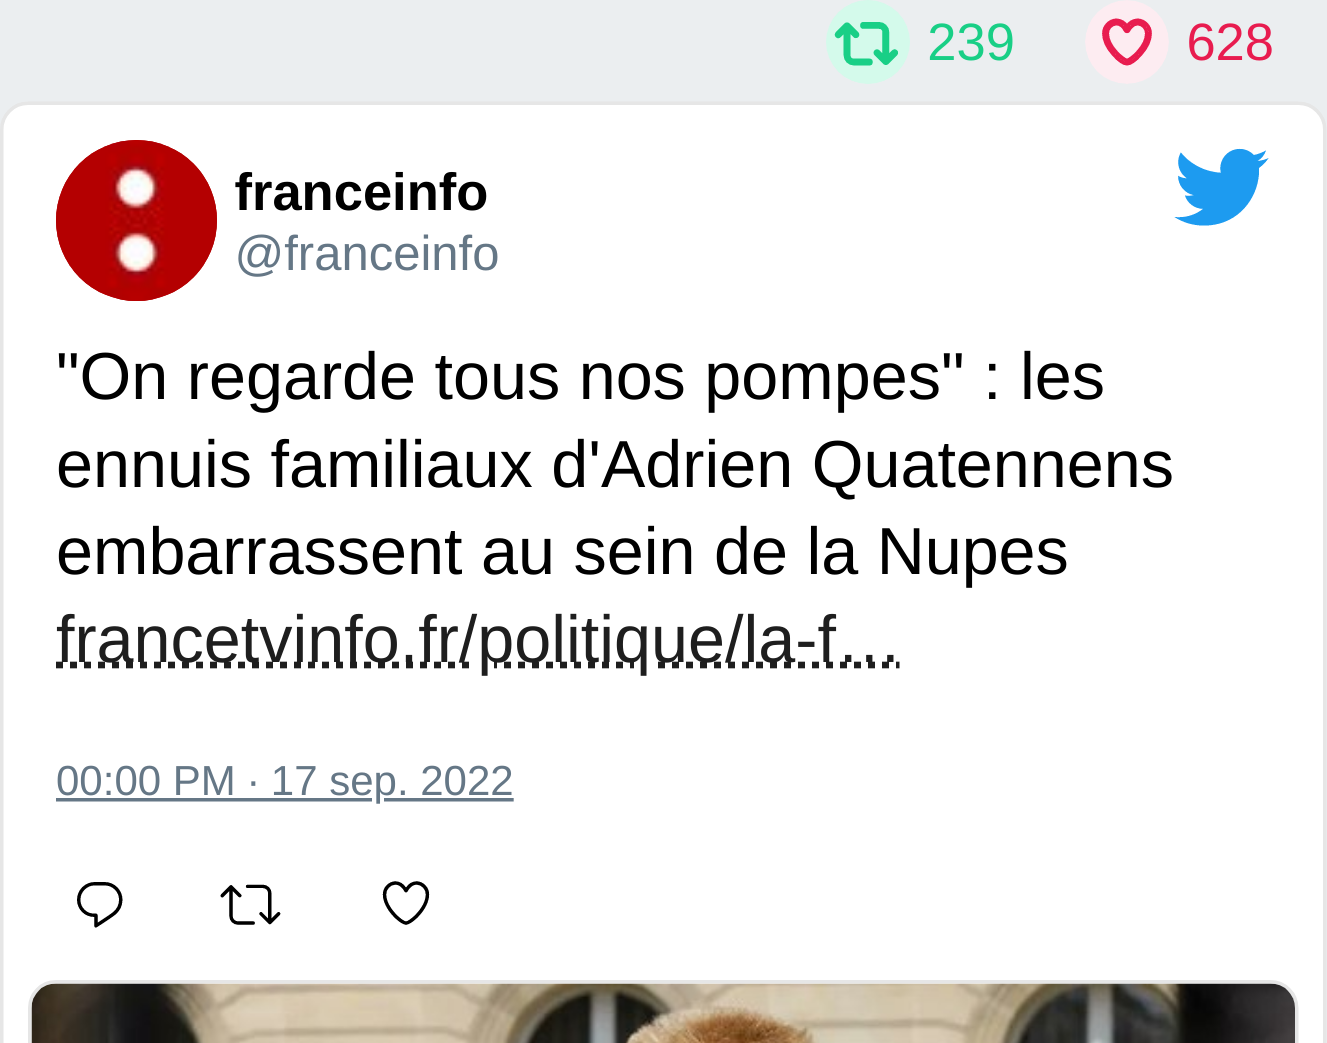 239 628
franceinfo
@franceinfo
"On regarde tous nos pompes" : les
ennuis familiaux d'Adrien Quatennens
embarrassent au sein de la Nupes
francetvinfo.fr/politique/la-f…
00:00 PM · 17 sep. 2022